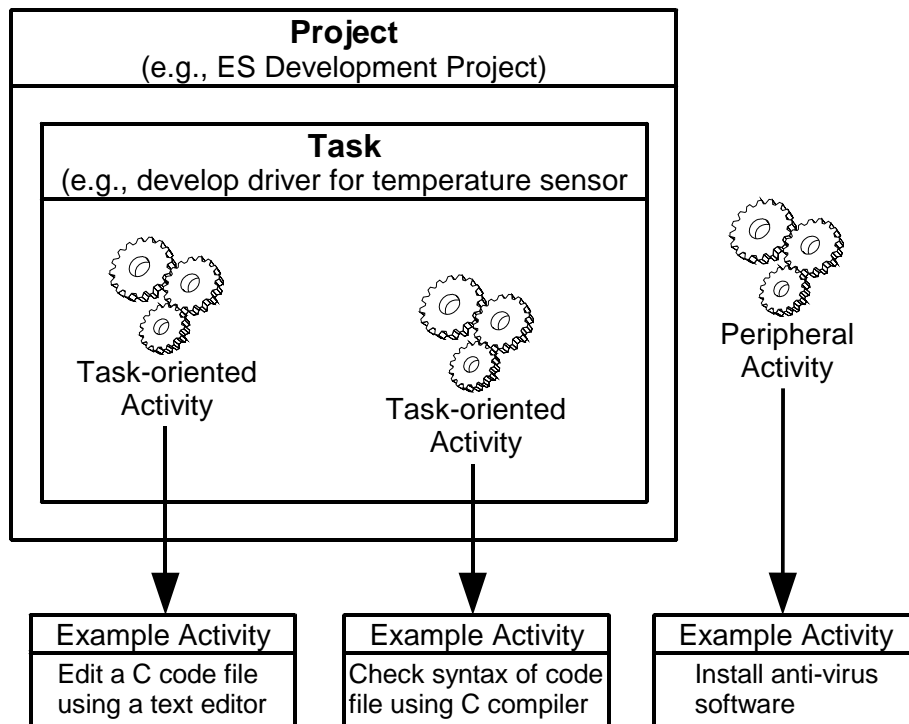 Project
(e.g., ES Development Project)
Task
(e.g., develop driver for temperature sensor
Task-oriented
Activity
Task-oriented
Activity
Peripheral
Activity
Example Activity
Edit a C code file
using a text editor
Example Activity
Check syntax of code
file using C compiler
Example Activity
Install anti-virus
software